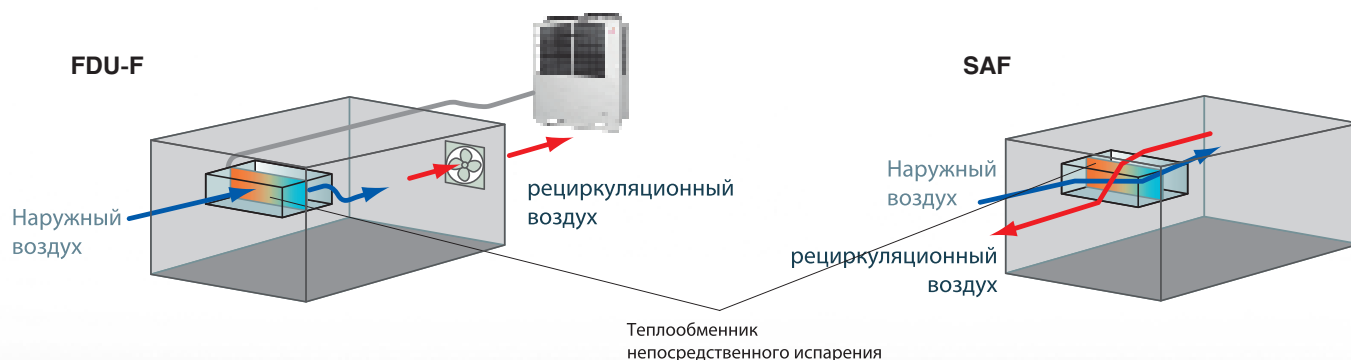 FDU-F
SAF
Наружный
воздух
рециркуляционный
воздух
Наружный
воздух
рециркуляционный
воздух
Теплообменник
непосредственного испарения